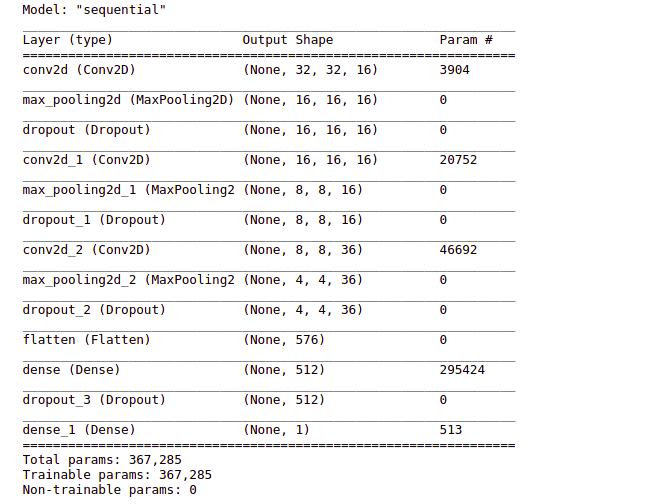 Model: "sequential"
_________________________________________________________________
Layer (type)                 Output Shape              Param #
=================================================================
conv2d (Conv2D)              (None, 32, 32, 16)        3904
_________________________________________________________________
max_pooling2d (MaxPooling2D) (None, 16, 16, 16)        0
_________________________________________________________________
dropout (Dropout)            (None, 16, 16, 16)        0
_________________________________________________________________
conv2d_1 (Conv2D)            (None, 16, 16, 16)        20752
_________________________________________________________________
max_pooling2d_1 (MaxPooling2 (None, 8, 8, 16)          0
_________________________________________________________________
dropout_1 (Dropout)          (None, 8, 8, 16)          0
_________________________________________________________________
conv2d_2 (Conv2D)            (None, 8, 8, 36)          46692
_________________________________________________________________
max_pooling2d_2 (MaxPooling2 (None, 4, 4, 36)          0
_________________________________________________________________
dropout_2 (Dropout)          (None, 4, 4, 36)          0
_________________________________________________________________
flatten (Flatten)            (None, 576)               0
_________________________________________________________________
dense (Dense)                (None, 512)               295424
_________________________________________________________________
dropout_3 (Dropout)          (None, 512)               0
_________________________________________________________________
dense_1 (Dense)              (None, 1)                 513
=================================================================
Total params: 367,285
Trainable params: 367,285
Non-trainable params: 0